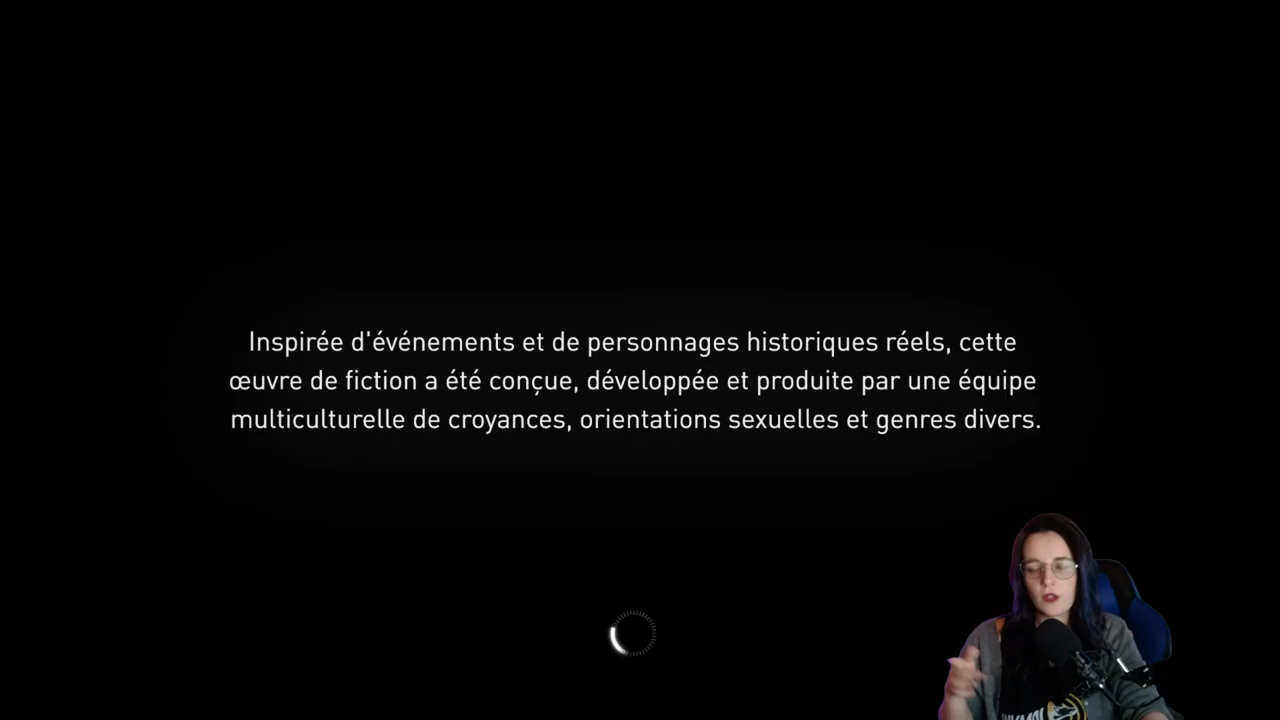 Inspirée d'événements et de personnages historiques réels, cette
œuvre de fiction a été conçue, développée et produite par une équipe
multiculturelle de croyances, orientations sexuelles et genres divers.